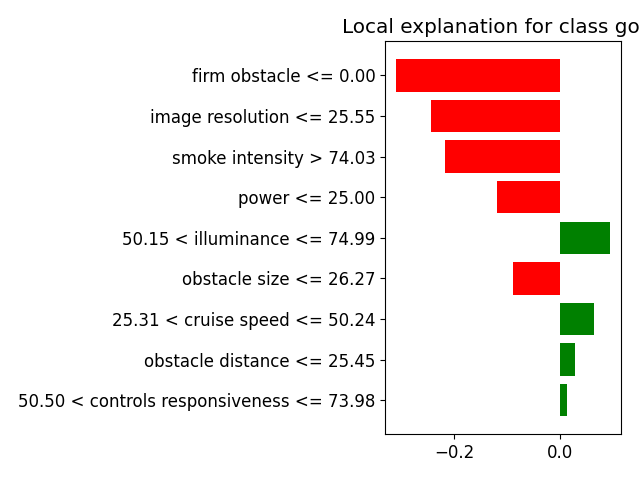 Local explanation for class go
firm obstacle <= 0.00
image resolution <= 25.55
smoke intensity > 74.03
power <= 25.00
50.15 < illuminance <= 74.99
obstacle size <= 26.27
25.31 < cruise speed <= 50.24
obstacle distance <= 25.45
50.50 < controls responsiveness <= 73.98
−0.2 0.0